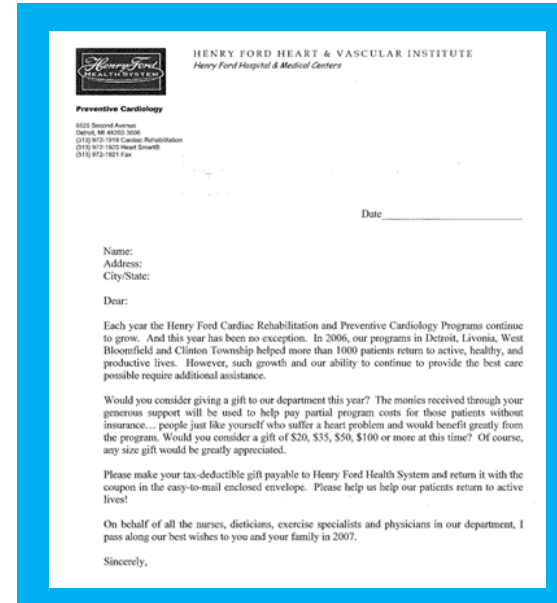 Henry Ford
HEALTH SYSTEM
HENRY FORD HEART & VASCULAR INSTITUTE
Henry Ford Hospital & Medical Centers
Preventive Cardiology
6525 Second Avenue
Detroit, MI 48202-3006
(313) 972-1919 Cardiac Rehabilitation
(313) 972-1920 Heart Smart®
(313) 972-1921 Fax
Date
Name:
Address:
City/State:
Dear:
Each year the Henry Ford Cardiac Rehabilitation and Preventive Cardiology Programs continue
to grow. And this year has been no exception. In 2006, our programs in Detroit, Livonia, West
Bloomfield and Clinton Township helped more than 1000 patients return to active, healthy, and
productive lives. However, such growth and our ability to continue to provide the best care
possible require additional assistance.
Would you consider giving a gift to our department this year? The monies received through your
generous support will be used to help pay partial program costs for those patients without
insurance… people just like yourself who suffer a heart problem and would benefit greatly from
the program. Would you consider a gift of $20, $35, $50, $100 or more at this time? Of course,
any size gift would be greatly appreciated.
Please make your tax-deductible gift payable to Henry Ford Health System and return it with the
coupon in the easy-to-mail enclosed envelope. Please help us help our patients return to active
lives!
On behalf of all the nurses, dieticians, exercise specialists and physicians in our department, I
pass along our best wishes to you and your family in 2007.
Sincerely,